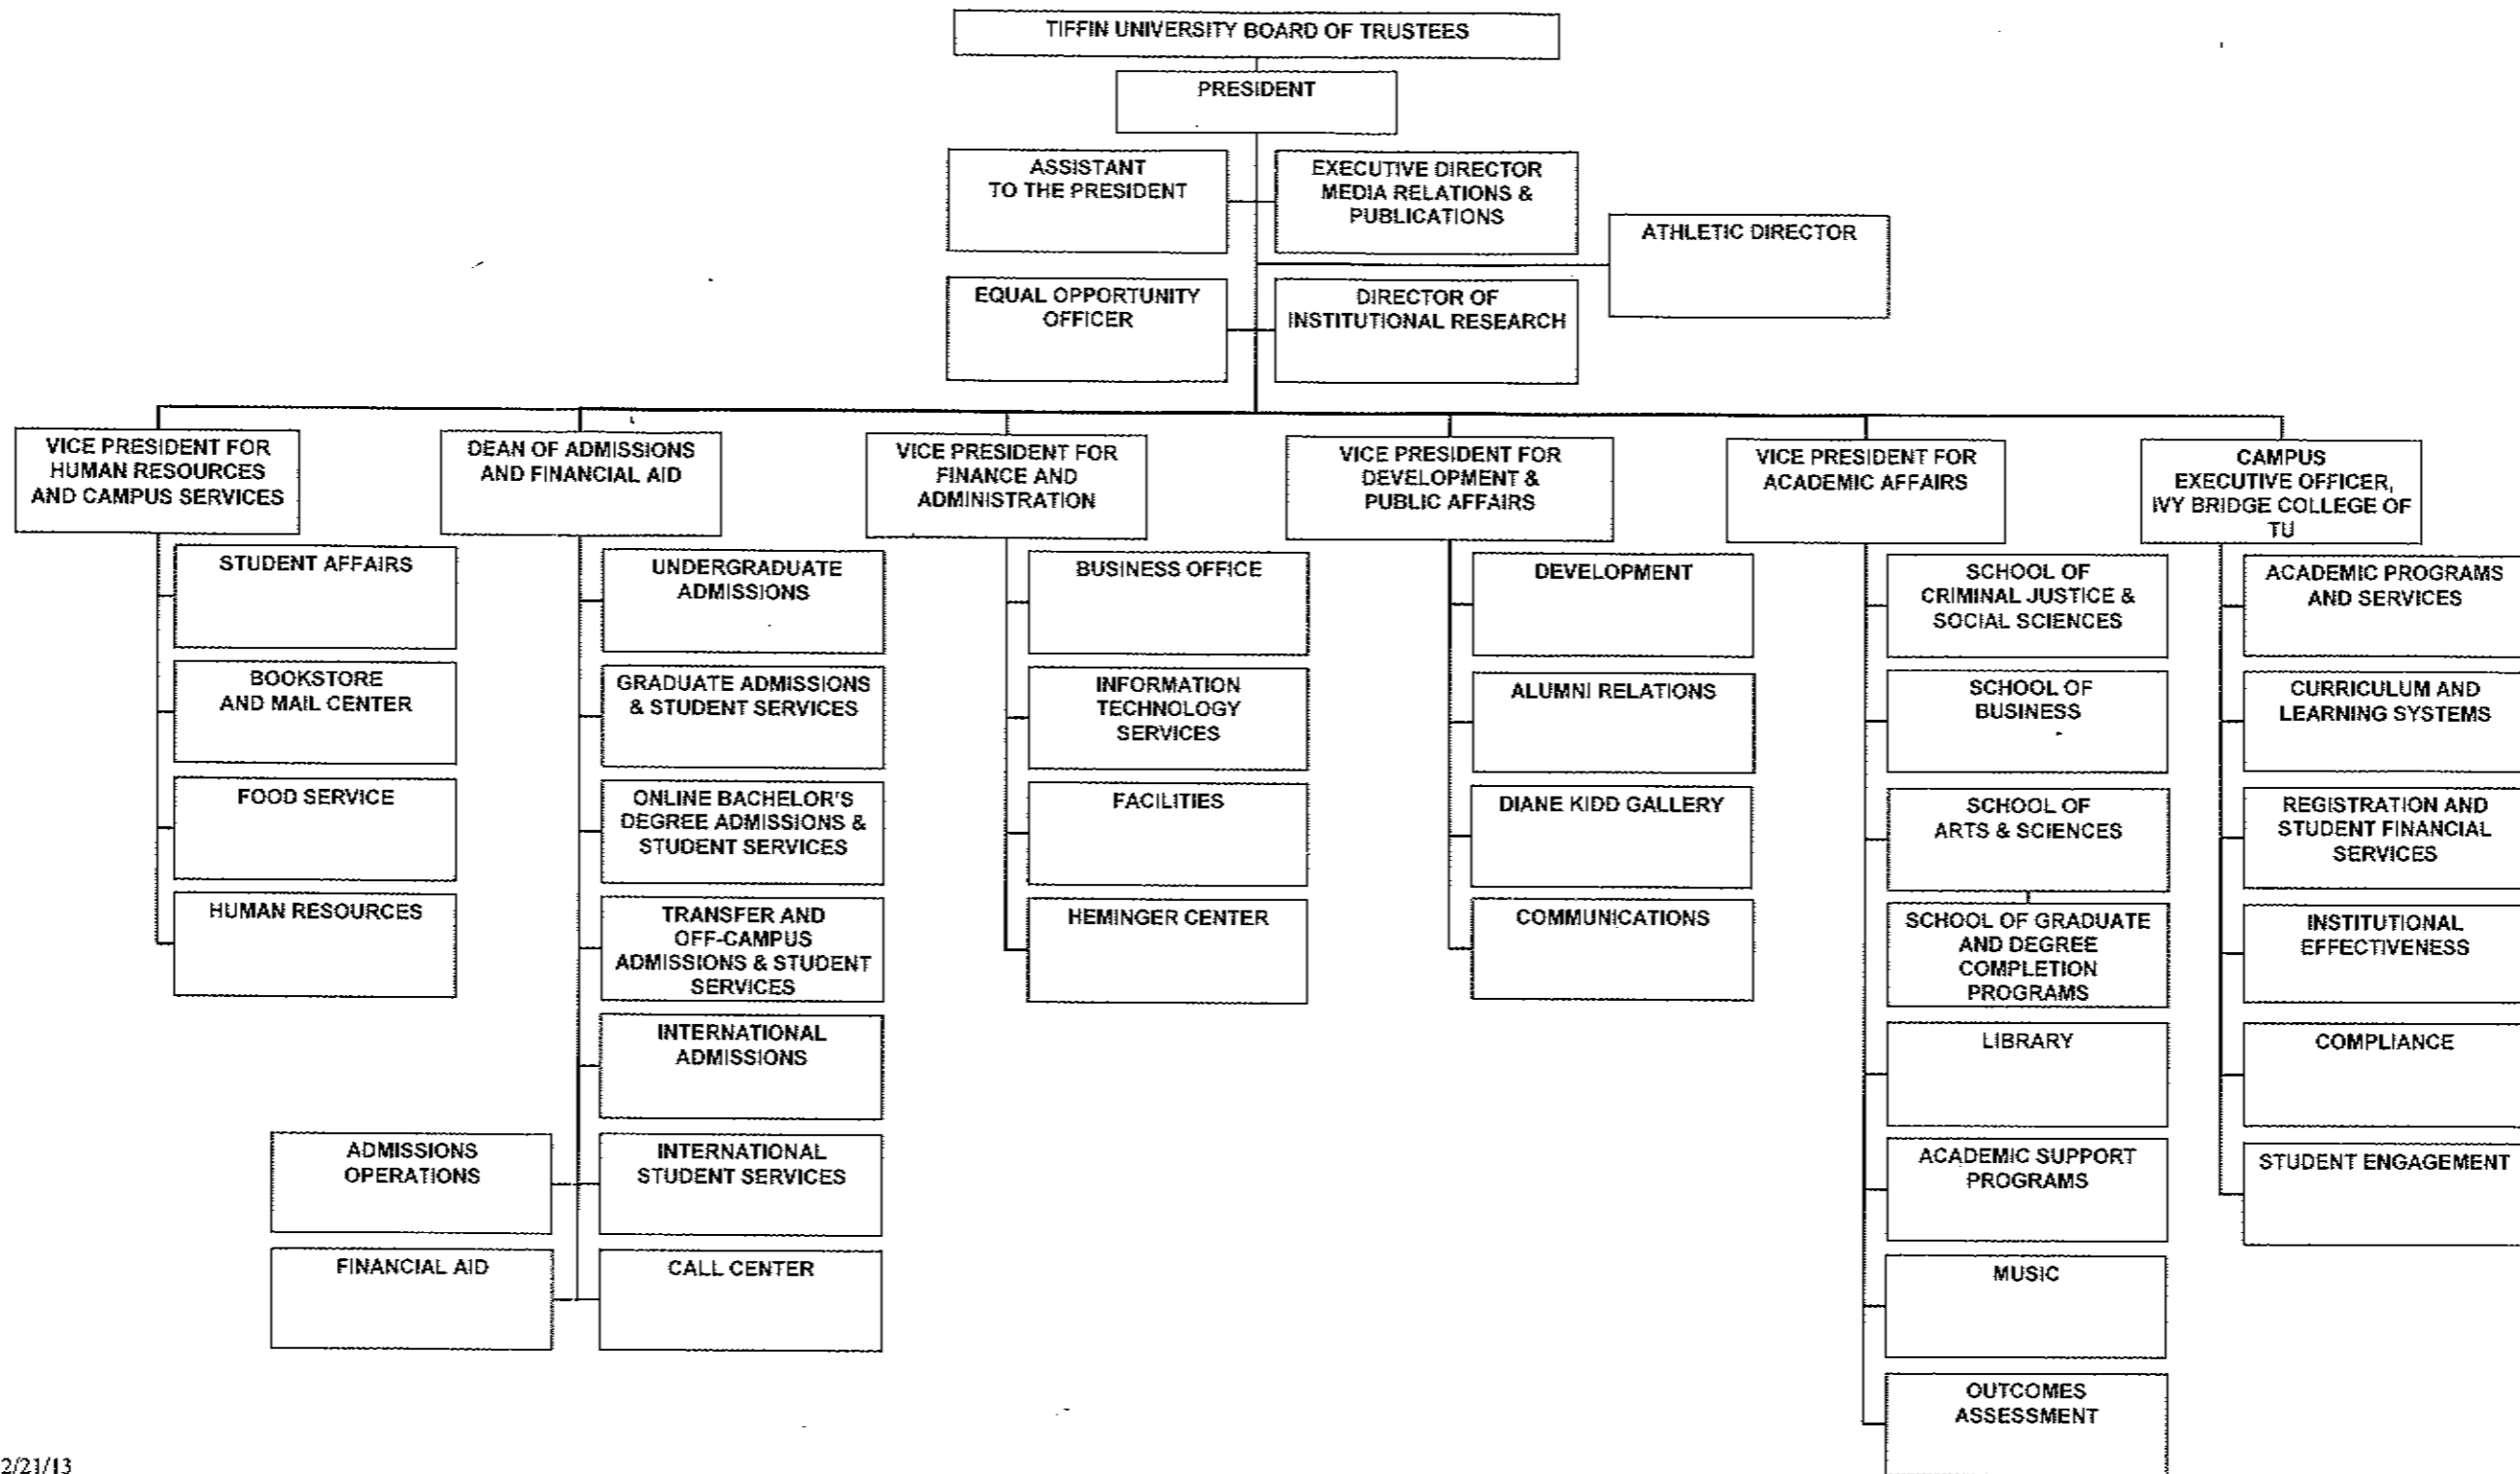 TIFFIN UNIVERSITY BOARD OF TRUSTEES
PRESIDENT
ASSISTANT
TO THE PRESIDENT
EXECUTIVE DIRECTOR
MEDIA RELATIONS &
PUBLICATIONS
ATHLETIC DIRECTOR
EQUAL OPPORTUNITY
OFFICER
DIRECTOR OF
INSTITUTIONAL RESEARCH
VICE PRESIDENT FOR
HUMAN RESOURCES
AND CAMPUS SERVICES
STUDENT AFFAIRS
BOOKSTORE
AND MAIL CENTER
FOOD SERVICE
HUMAN RESOURCES
DEAN OF ADMISSIONS
AND FINANCIAL AID
UNDERGRADUATE
ADMISSIONS
GRADUATE ADMISSIONS
& STUDENT SERVICES
ONLINE BACHELOR'S
DEGREE ADMISSIONS &
STUDENT SERVICES
TRANSFER AND
OFF-CAMPUS
ADMISSIONS & STUDENT
SERVICES
INTERNATIONAL
ADMISSIONS
ADMISSIONS
OPERATIONS
INTERNATIONAL
STUDENT SERVICES
FINANCIAL AID
CALL CENTER
VICE PRESIDENT FOR
FINANCE AND
ADMINISTRATION
BUSINESS OFFICE
INFORMATION
TECHNOLOGY
SERVICES
FACILITIES
HEMINGER CENTER
VICE PRESIDENT FOR
DEVELOPMENT &
PUBLIC AFFAIRS
DEVELOPMENT
ALUMNI RELATIONS
DIANE KIDD GALLERY
COMMUNICATIONS
VICE PRESIDENT FOR
ACADEMIC AFFAIRS
SCHOOL OF
CRIMINAL JUSTICE &
SOCIAL SCIENCES
SCHOOL OF
BUSINESS
SCHOOL OF
ARTS & SCIENCES
SCHOOL OF GRADUATE
AND DEGREE
COMPLETION
PROGRAMS
LIBRARY
ACADEMIC SUPPORT
PROGRAMS
MUSIC
OUTCOMES
ASSESSMENT
CAMPUS
EXECUTIVE OFFICER,
IVY BRIDGE COLLEGE OF
TU
ACADEMIC PROGRAMS
AND SERVICES
CURRICULUM AND
LEARNING SYSTEMS
REGISTRATION AND
STUDENT FINANCIAL
SERVICES
INSTITUTIONAL
EFFECTIVENESS
COMPLIANCE
STUDENT ENGAGEMENT
2/21/13